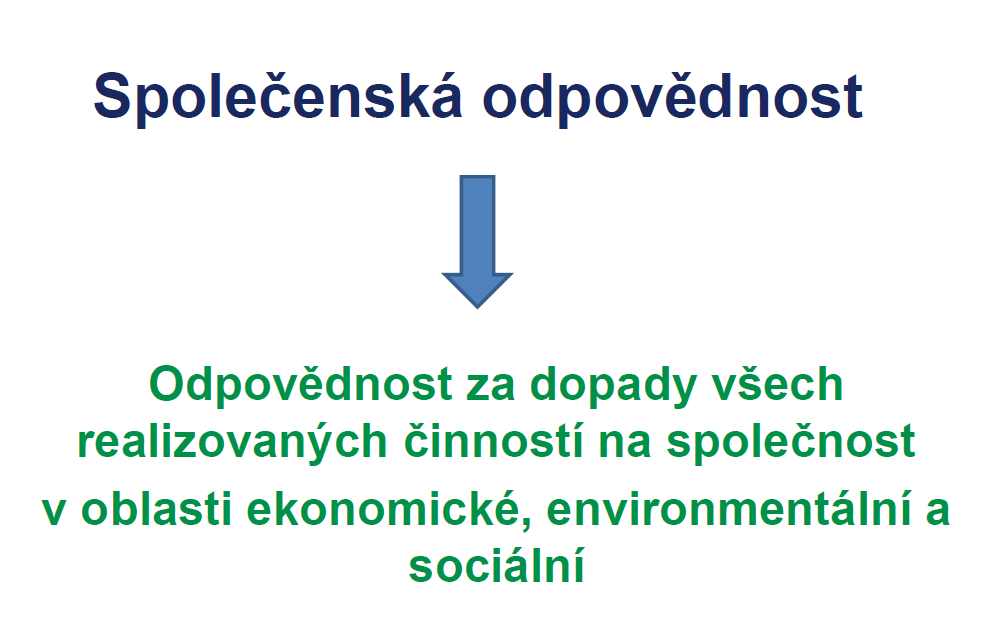 Společenská odpovědnost
Odpovědnost za dopady všech
realizovaných činností na společnost
v oblasti ekonomické, environmentální a
sociální